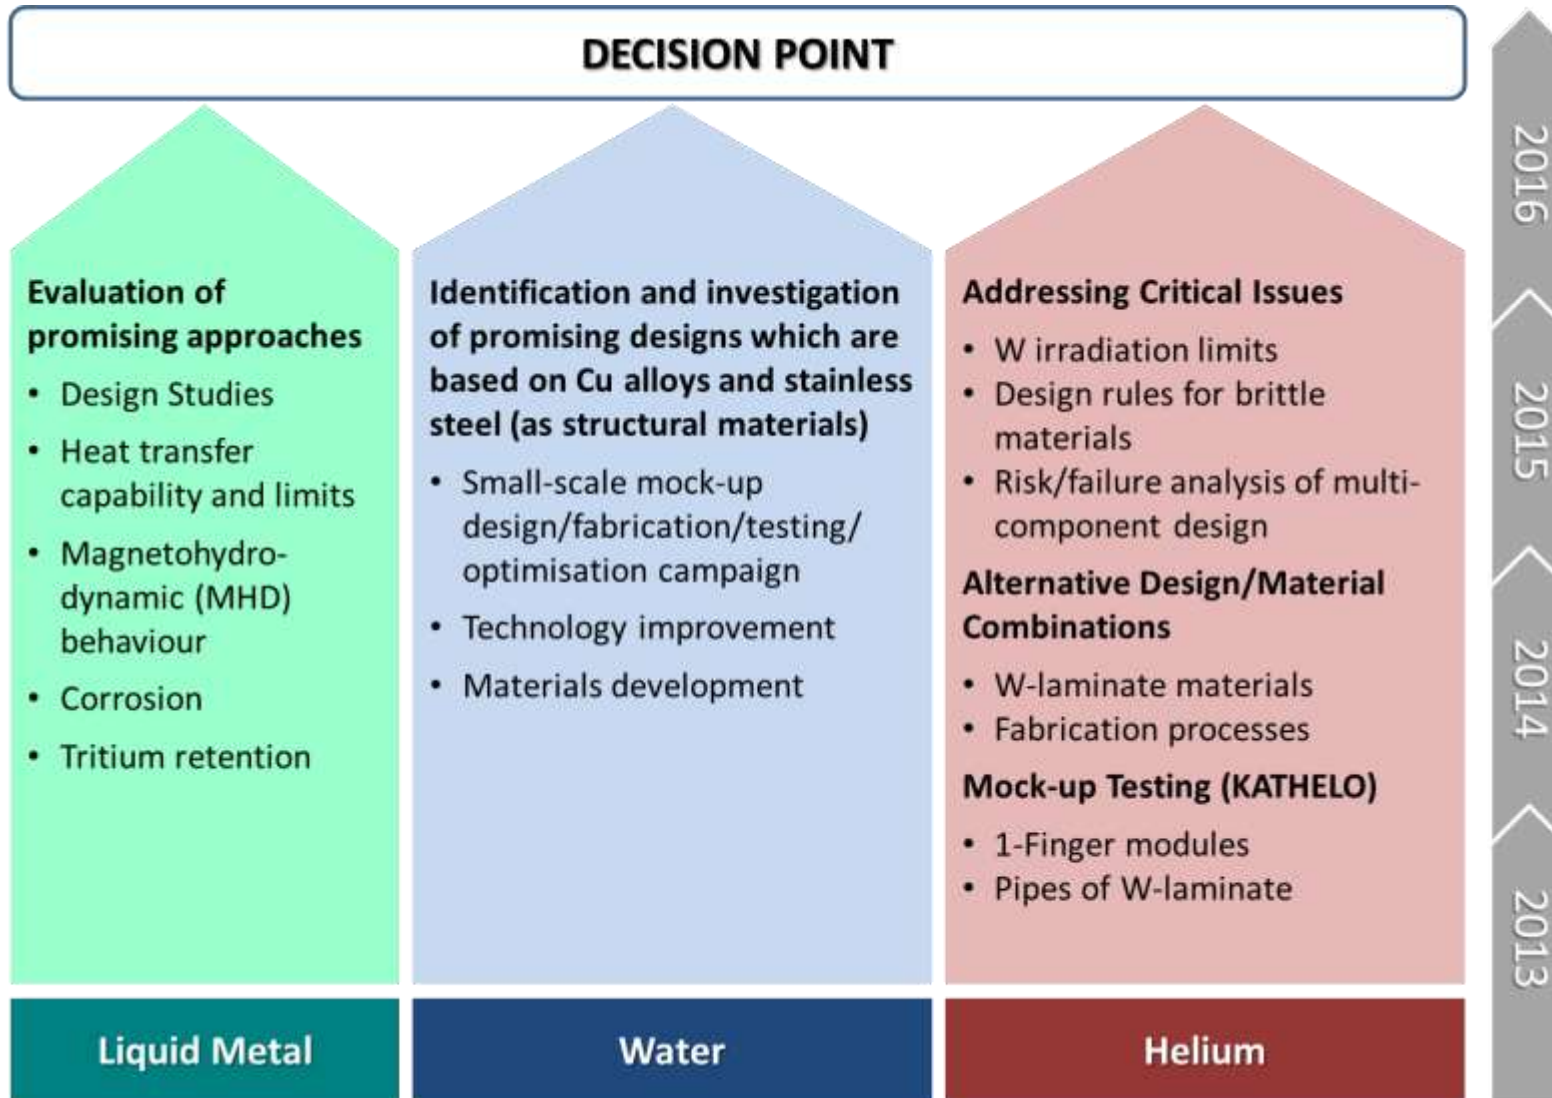 DECISION POINT
Evaluation of
promising approaches
• Design Studies
• Heat transfer
capability and limits
• Magnetohydro-
dynamic (MHD)
behaviour
• Corrosion
• Tritium retention
Liquid Metal
Identification and investigation
of promising designs which are
based on Cu alloys and stainless
steel (as structural materials)
• Small-scale mock-up
design/fabrication/testing/
optimisation campaign
• Technology improvement
• Materials development
Water
Addressing Critical Issues
• W irradiation limits
• Design rules for brittle
materials
• Risk/failure analysis of multi-
component design
Alternative Design/Material
Combinations
• W-laminate materials
• Fabrication processes
Mock-up Testing (KATHELO)
• 1-Finger modules
• Pipes of W-laminate
Helium
2016
2015
2014
2013